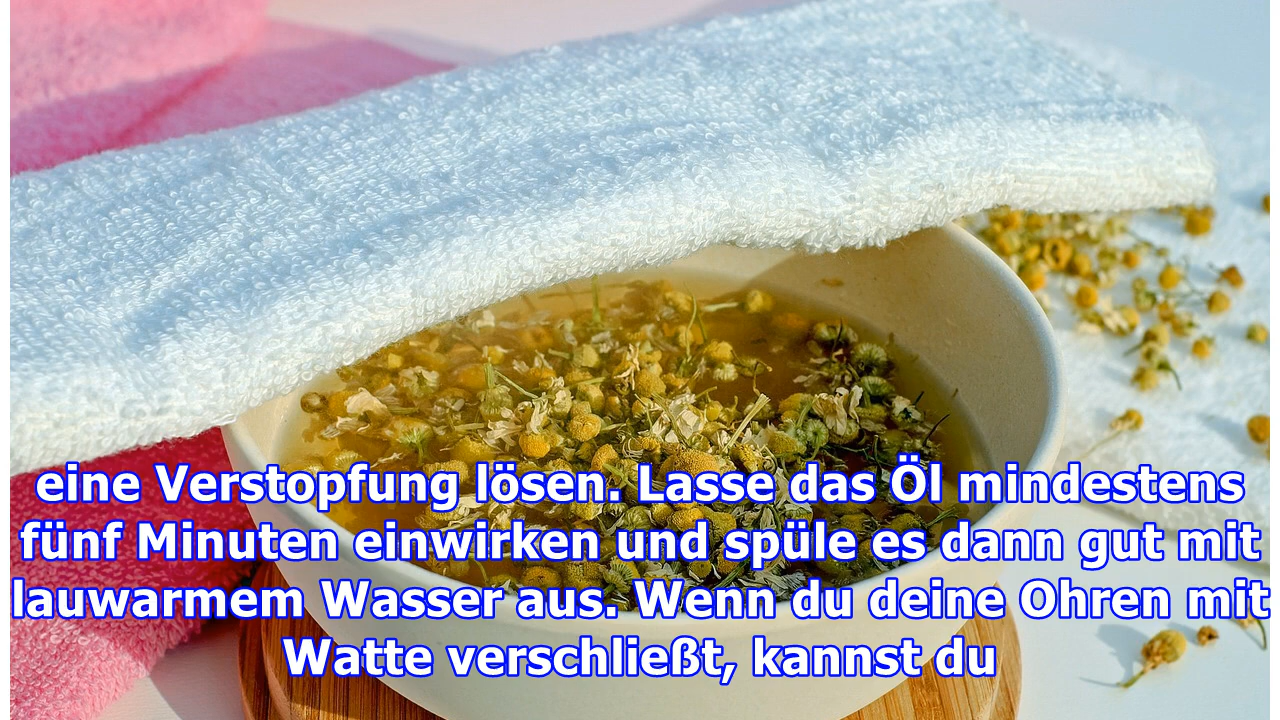 eine Verstopfung lösen. Lasse das Öl mindestens
fünf Minuten einwirken und spüle es dann gut mit
lauwarmem Wasser aus. Wenn du deine Ohren mit
Watte verschließt, kannst du